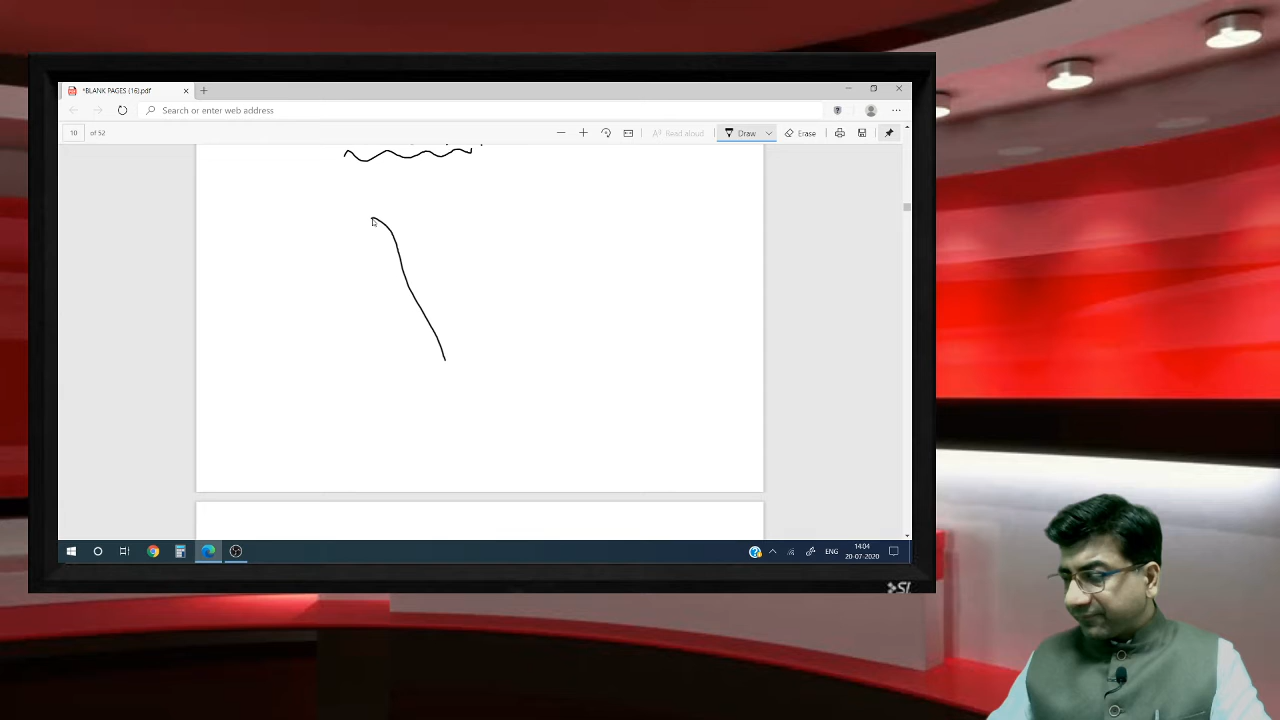 *BLANK PAGES (16).pdf
Search or enter web address
10 of 52
Read aloud Draw Erase
ENG
14:04
20-07-2020